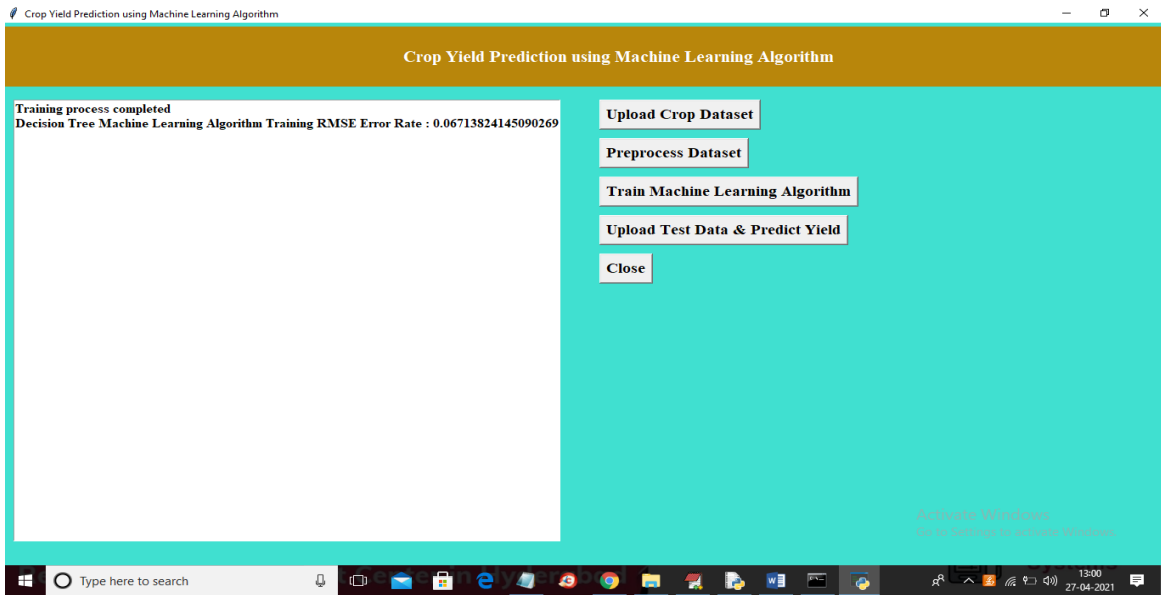 Crop Yield Prediction using Machine Learning Algorithm
Crop Yield Prediction using Machine Learning Algorithm
Training process completed
Decision Tree Machine Learning Algorithm Training RMSE Error Rate : 0.06713824145090269
Upload Crop Dataset
Preprocess Dataset
Train Machine Learning Algorithm
Upload Test Data & Predict Yield
Close
Activate Windows
Go to Settings to activate Windows.
Type here to search
13:00
27-04-2021